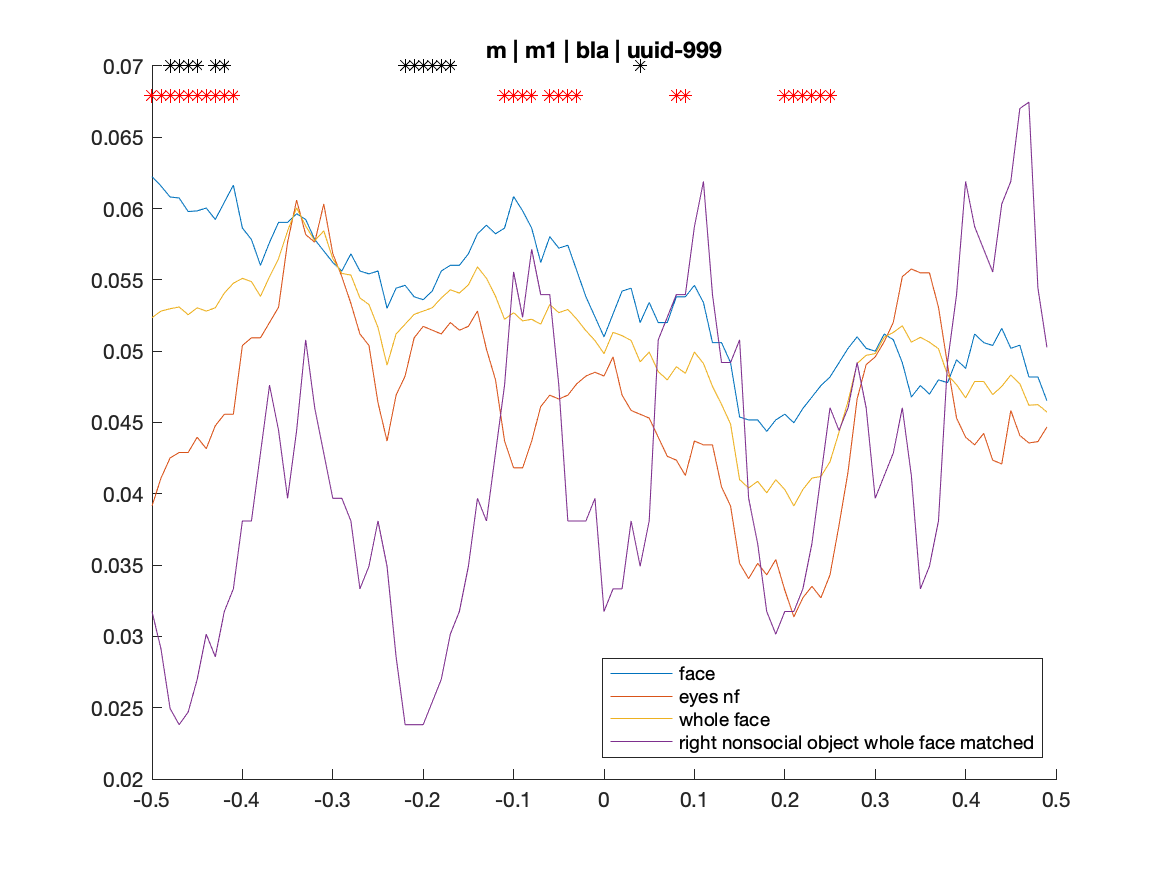 m | m1 | bla | uuid-999
0.07
0.065
0.06
0.055
0.05
0.045
0.04
0.035
0.03
0.025
0.02
face
eyes nf
whole face
right nonsocial object whole face matched
-0.5 -0.4 -0.3 -0.2 -0.1 0 0.1 0.2 0.3 0.4 0.5